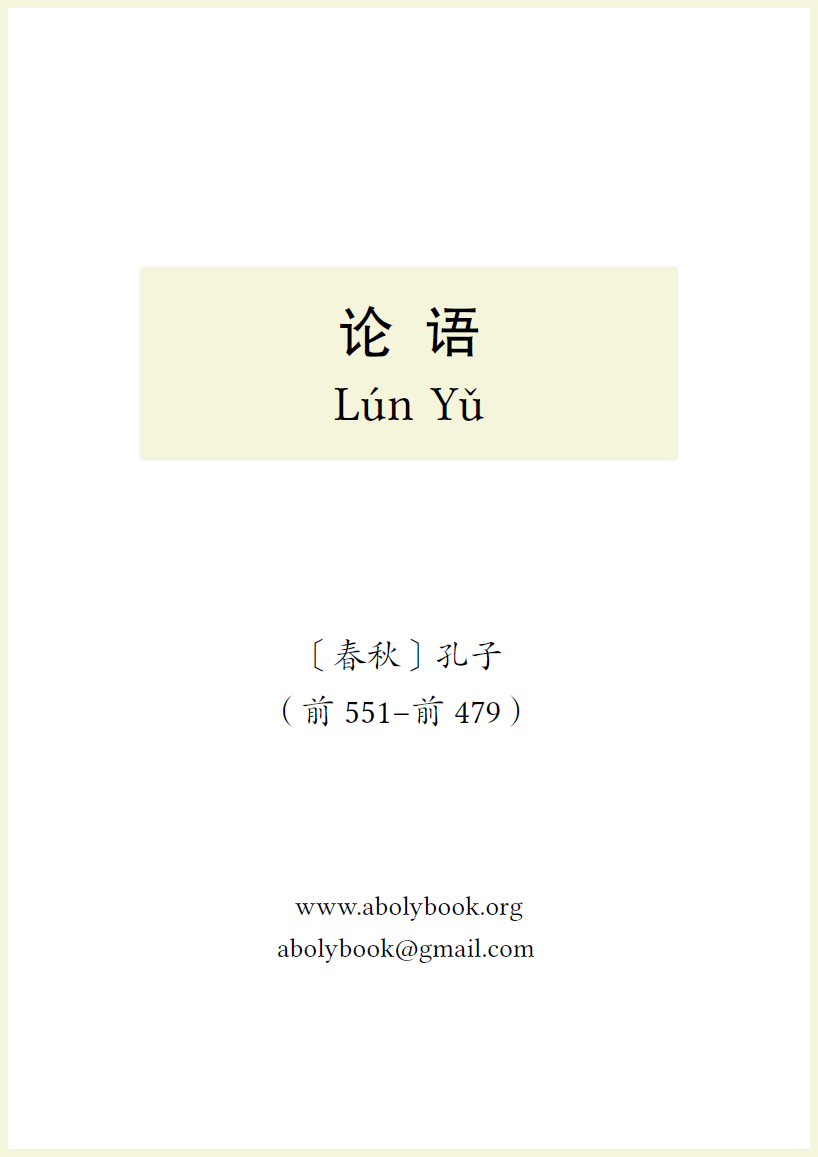 论 语
Lún Yǔ
〔春秋〕孔子
（前 551–前 479）
www.abolybook.org
abolybook@gmail.com